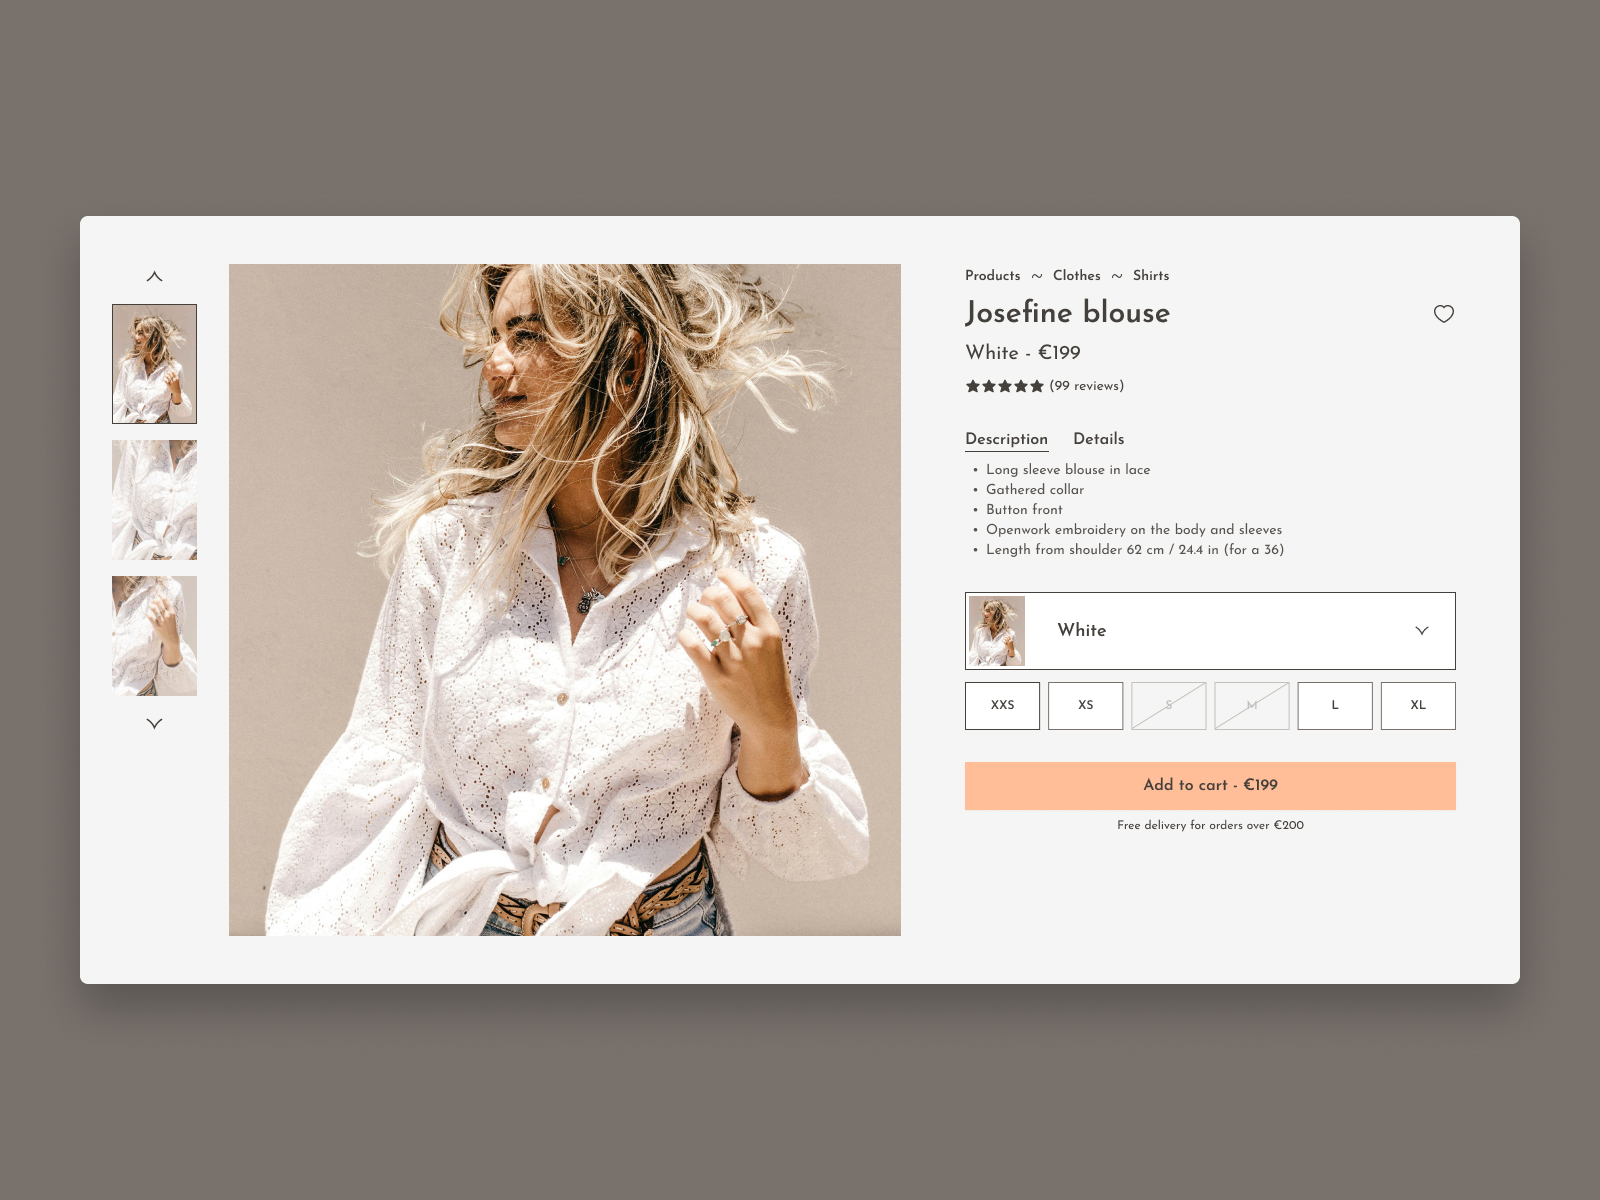 Products ~ Clothes ~ Shirts
Josefine blouse
White - €199
(99 reviews)
Description Details
• Long sleeve blouse in lace
• Gathered collar
• Button front
• Openwork embroidery on the body and sleeves
• Length from shoulder 62 cm / 24.4 in (for a 36)
White
XXS XS S M L XL
Add to cart - €199
Free delivery for orders over €200